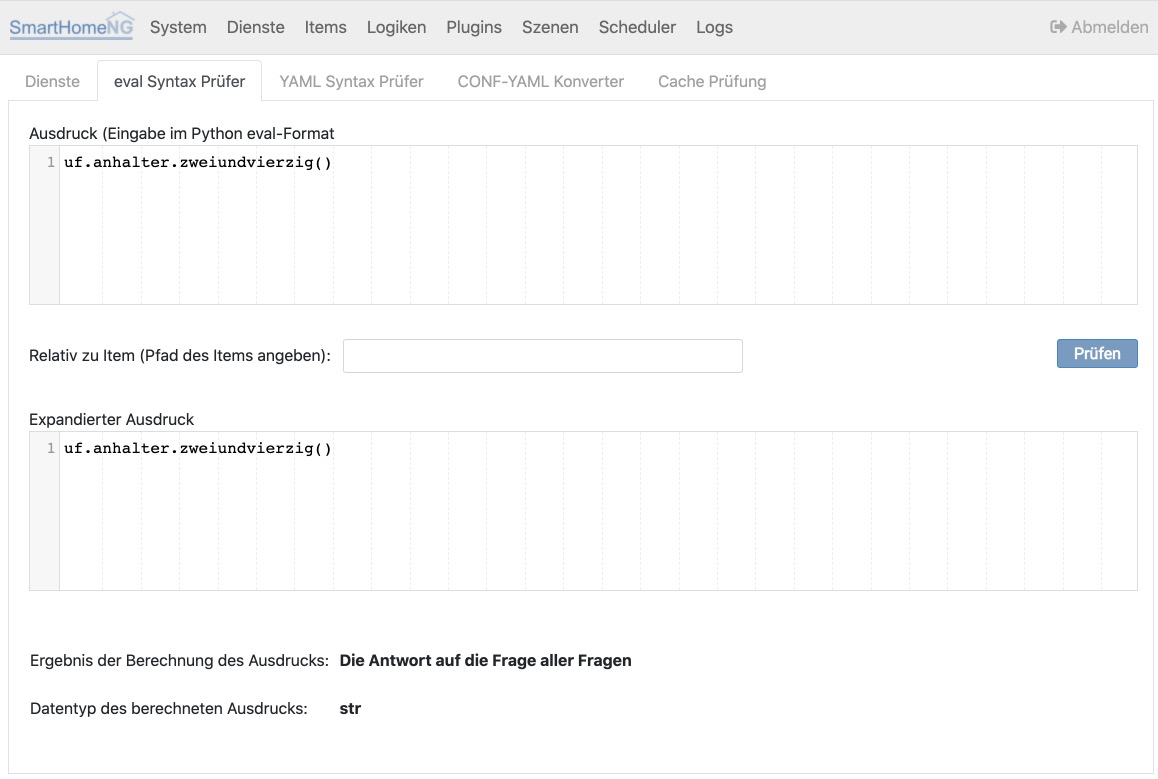 SmartHomeNG System Dienste Items Logiken Plugins Szenen Scheduler Logs Abmelden
Dienste eval Syntax Prüfer YAML Syntax Prüfer CONF-YAML Konverter Cache Prüfung
Ausdruck (Eingabe im Python eval-Format
1 uf.anhalter.zweiundvierzig()
Relativ zu Item (Pfad des Items angeben): Prüfen
Expandierter Ausdruck
1 uf.anhalter.zweiundvierzig()
Ergebnis der Berechnung des Ausdrucks: Die Antwort auf die Frage aller Fragen
Datentyp des berechneten Ausdrucks: str